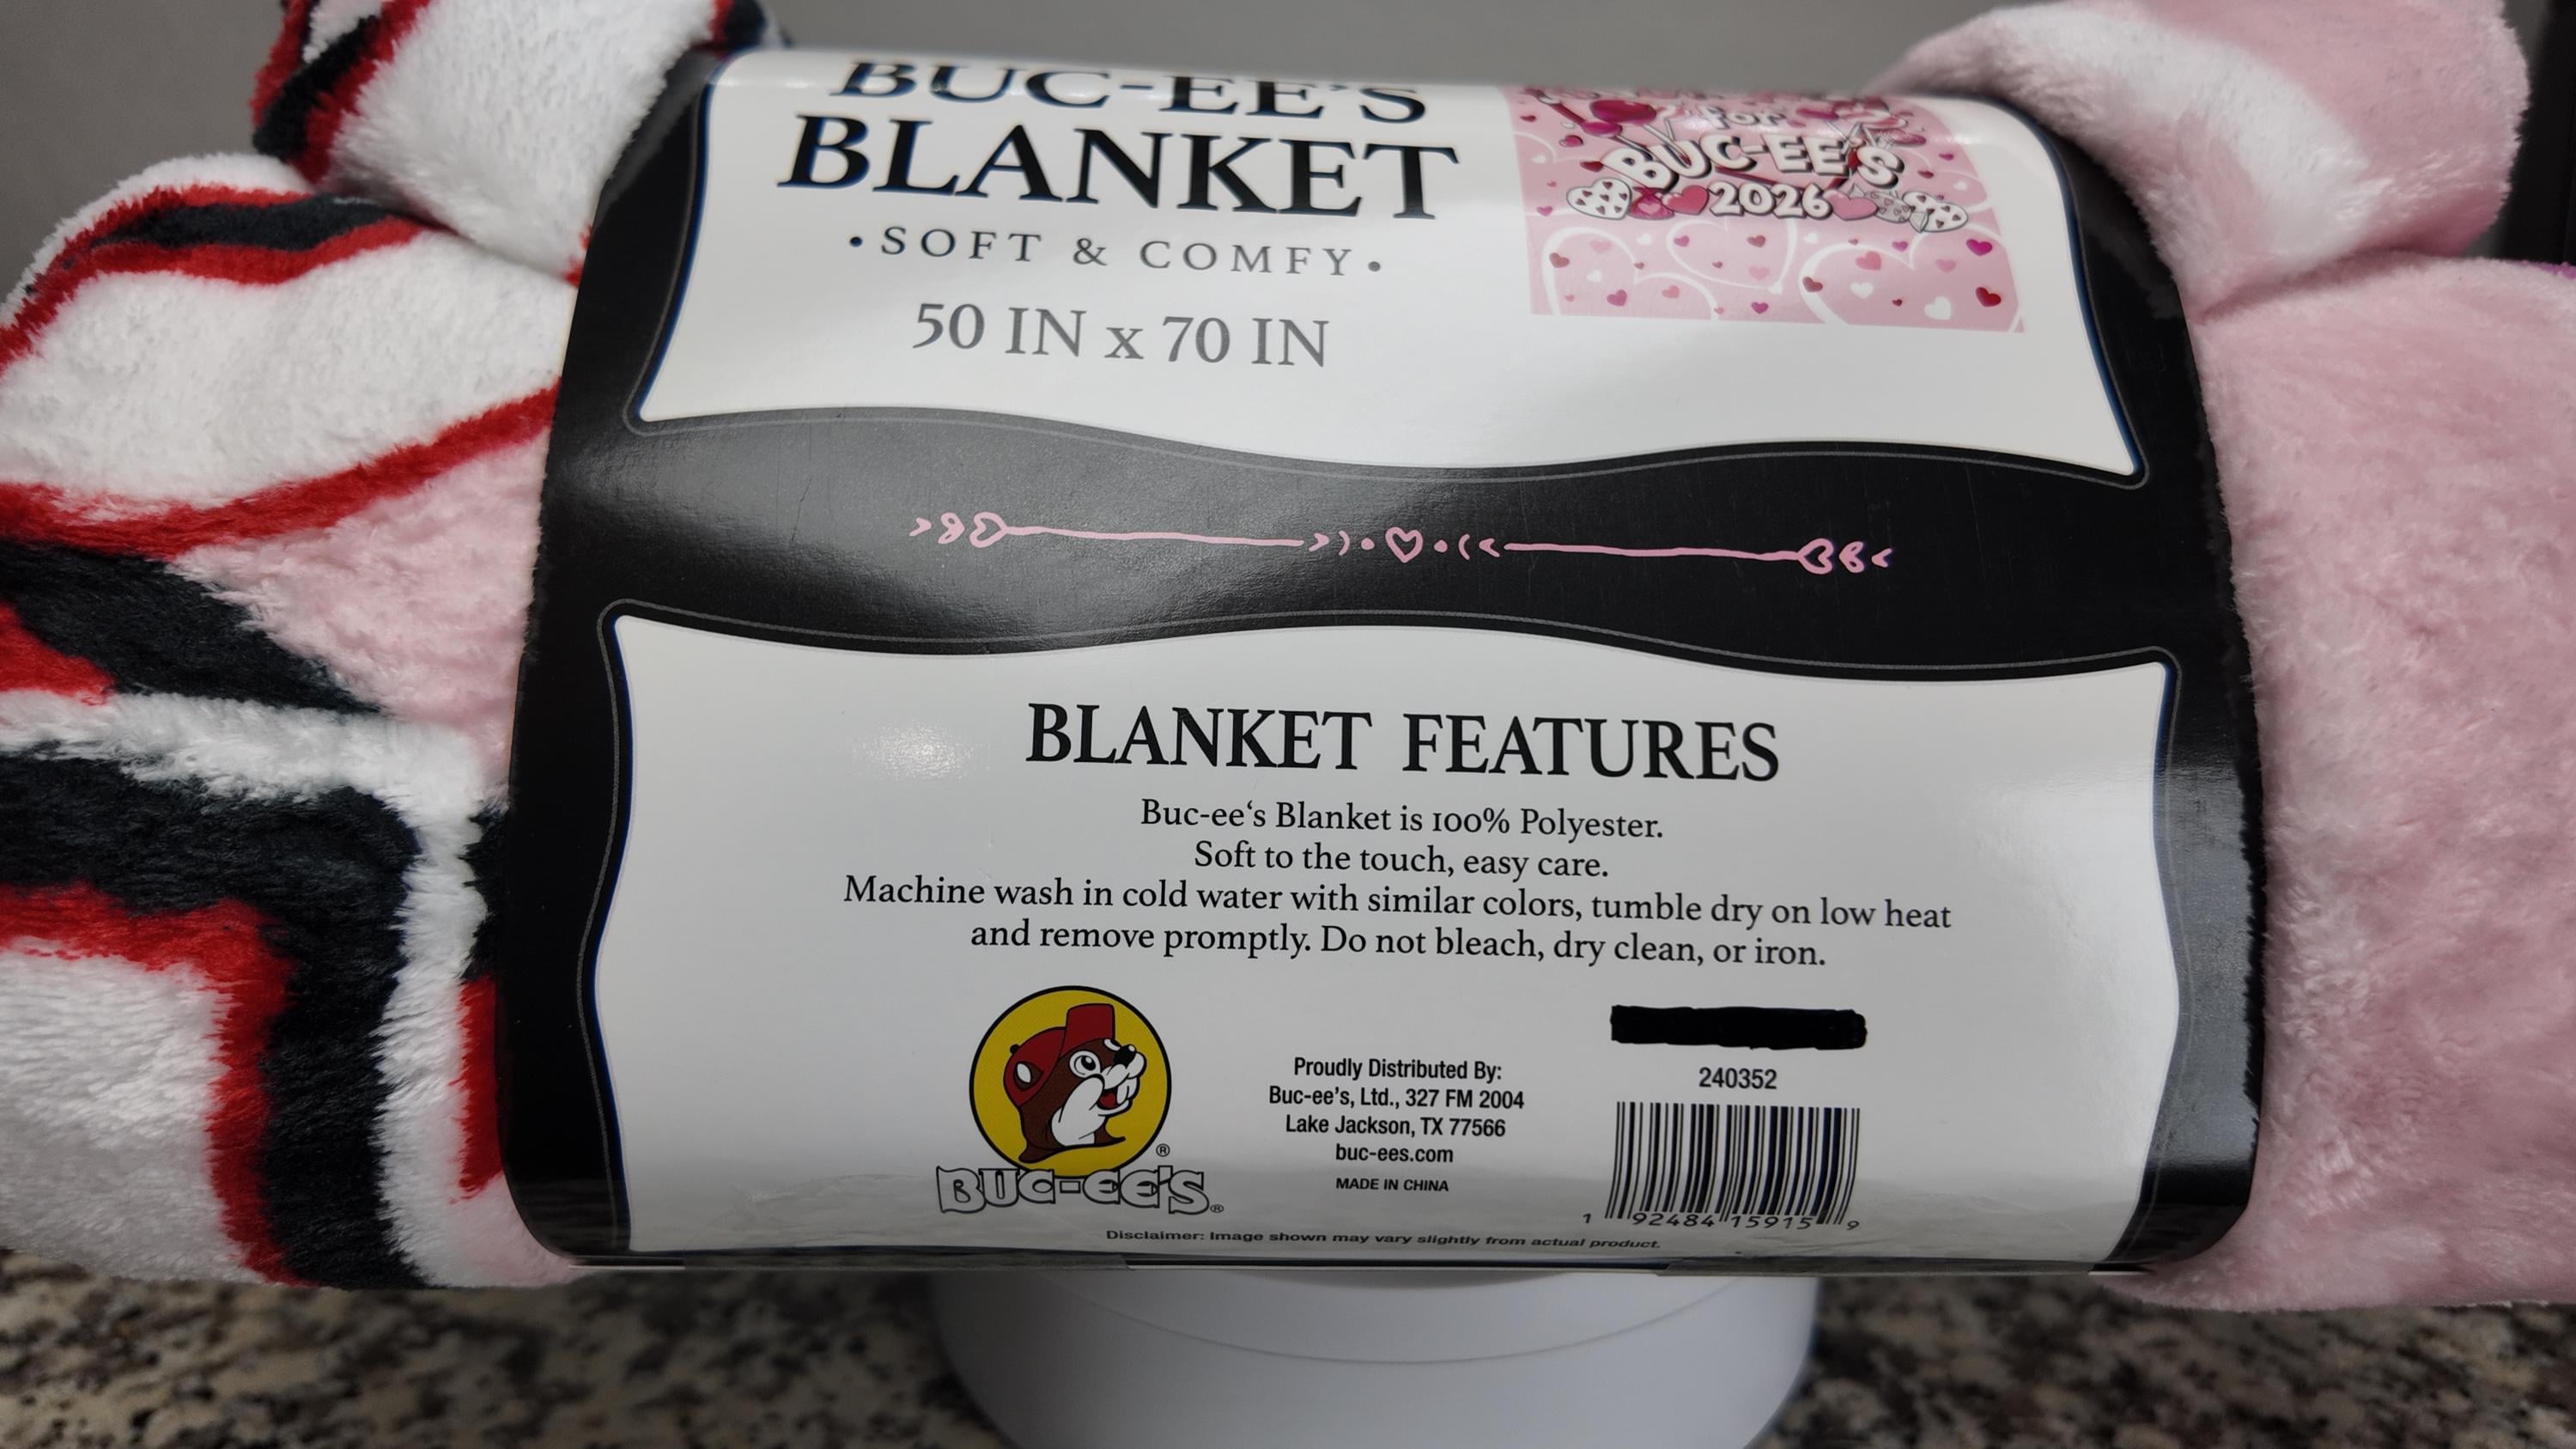 BUC-EE'S
BLANKET
• SOFT & COMFY •
50 IN x 70 IN
for
BUC-EE'S
2026
BLANKET FEATURES
Buc-ee‘s Blanket is 100% Polyester.
Soft to the touch, easy care.
Machine wash in cold water with similar colors, tumble dry on low heat
and remove promptly. Do not bleach, dry clean, or iron.
BUC-EE'S®
®
Proudly Distributed By:
Buc-ee's, Ltd., 327 FM 2004
Lake Jackson, TX 77566
buc-ees.com
MADE IN CHINA
240352
1 92484 15915 9
Disclaimer: Image shown may vary slightly from actual product.